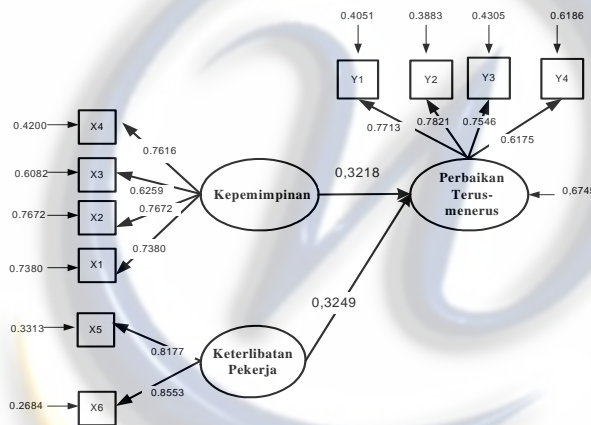 0.4051
0.3883
0.4305
0.6186
Y1
Y2
Y3
Y4
0.7713
0.7821
0.7546
0.6175
0.4200
X4
0.7616
0.6082
X3
0.6259
0.7672
X2
0.7672
0.7380
X1
0.7380
Kepemimpinan
0,3218
Perbaikan
Terus-
menerus
0,6745
0,3249
0.3313
X5
0.8177
Keterlibatan
Pekerja
0.8553
0.2684
X6